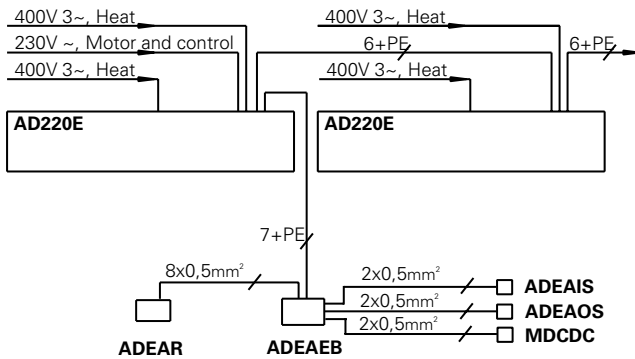 400V 3~, Heat
230V ~, Motor and control
400V 3~, Heat
6+PE
400V 3~, Heat
400V 3~, Heat
6+PE
AD220E
AD220E
7+PE
8x0,5mm²
2x0,5mm²
ADEAIS
2x0,5mm²
ADEAOS
2x0,5mm²
MDCDC
ADEAR
ADEAEB